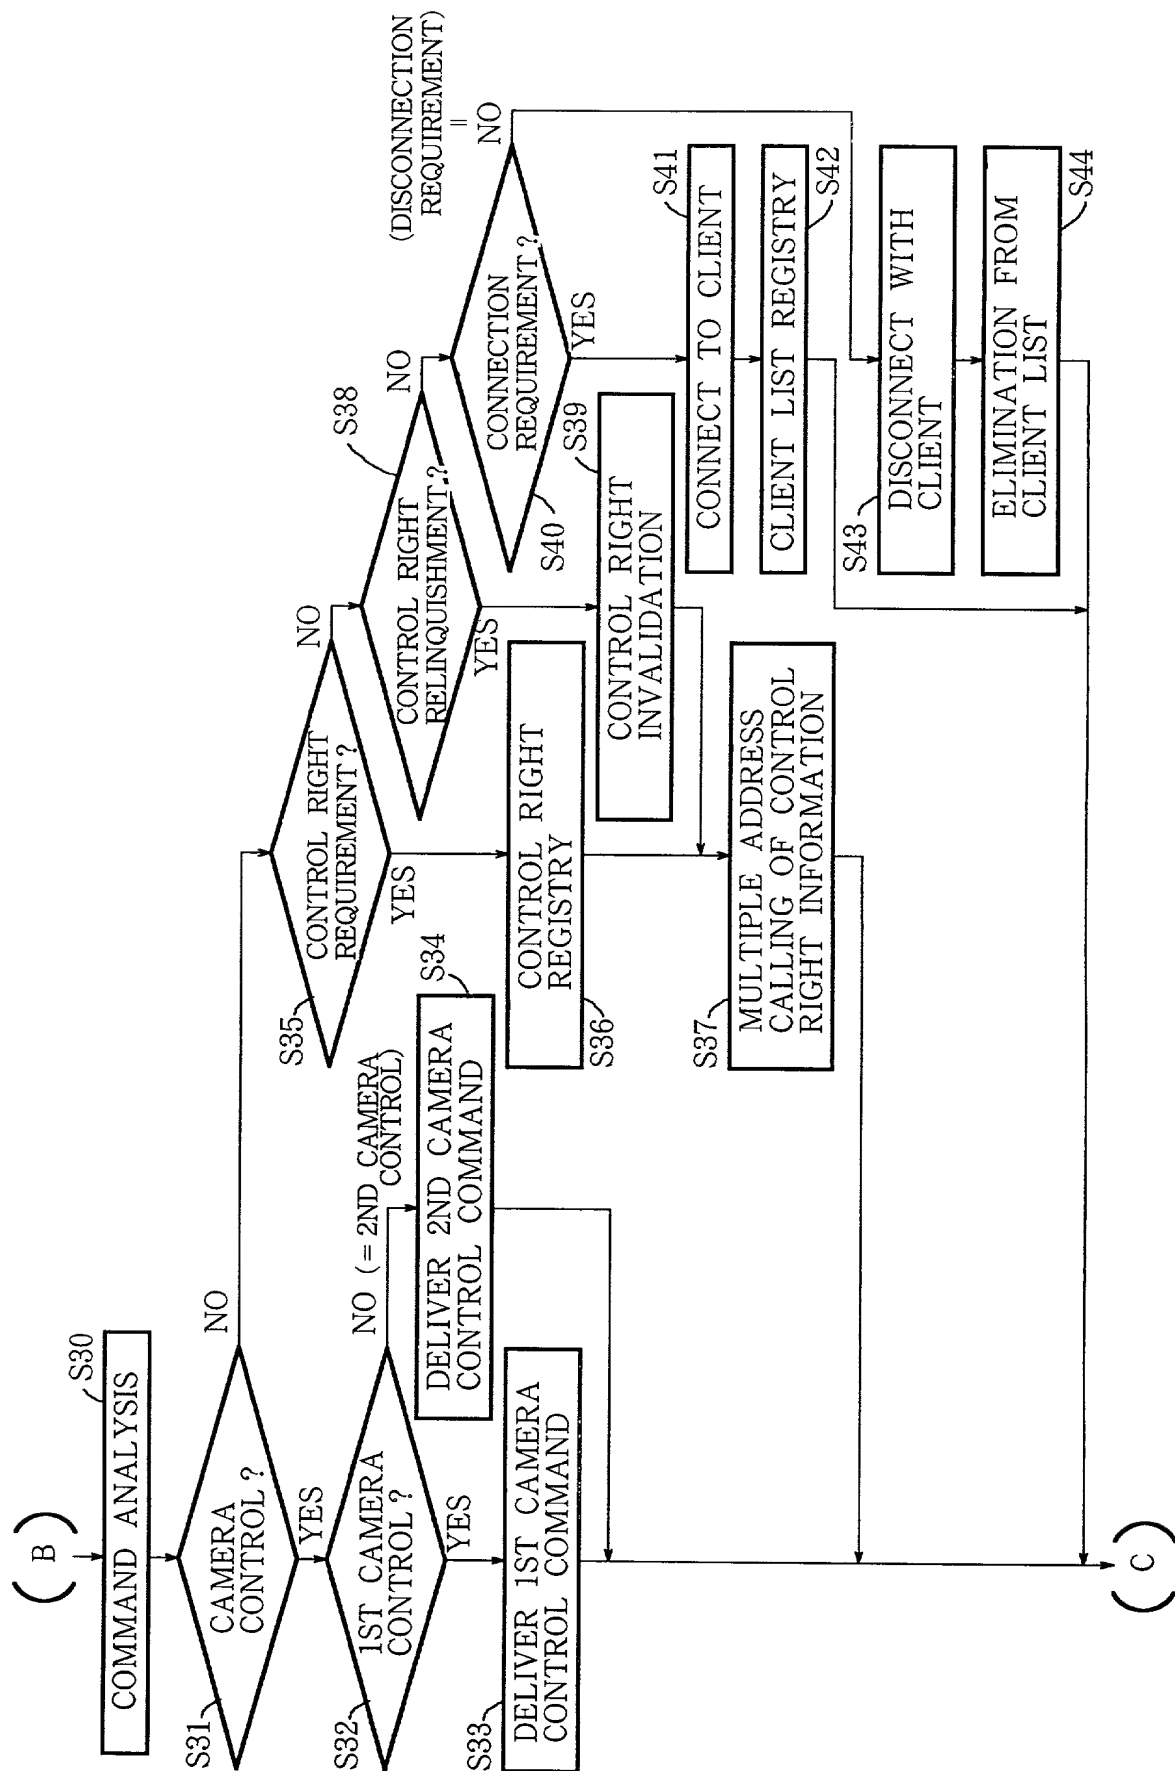 B
COMMAND ANALYSIS
S30
CAMERA
CONTROL?
S31
NO
YES
1ST CAMERA
CONTROL?
S32
NO (= 2ND CAMERA
CONTROL)
YES
DELIVER 1ST CAMERA
CONTROL COMMAND
S33
DELIVER 2ND CAMERA
CONTROL COMMAND
S34
CONTROL RIGHT
REQUIREMENT?
S35
NO
YES
CONTROL RIGHT
REGISTRY
S36
MULTIPLE ADDRESS
CALLING OF CONTROL
RIGHT INFORMATION
S37
CONTROL RIGHT
RELINQUISHMENT?
S38
NO
YES
CONTROL RIGHT
INVALIDATION
S39
CONNECTION
REQUIREMENT?
S40
(DISCONNECTION
REQUIREMENT)
=
NO
YES
CONNECT TO CLIENT
S41
CLIENT LIST REGISTRY
S42
DISCONNECT WITH
CLIENT
S43
ELIMINATION FROM
CLIENT LIST
S44
C